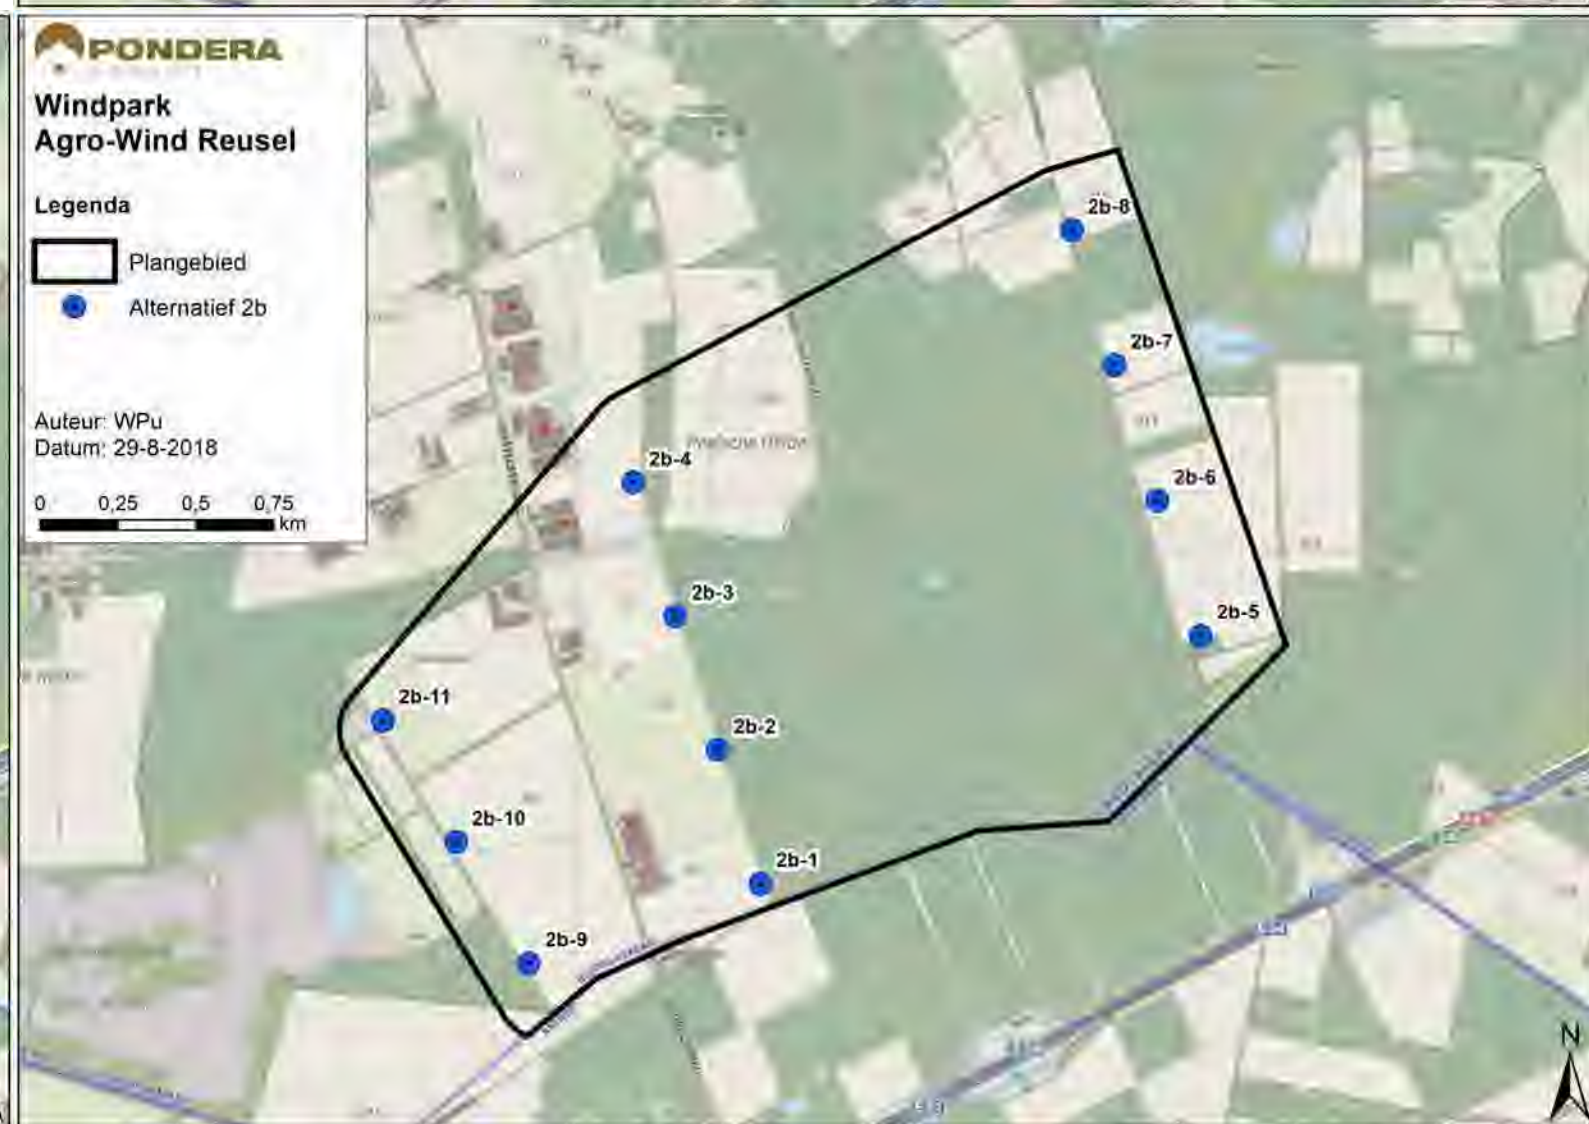 PONDERA
Windpark
Agro-Wind Reusel
Legenda
Plangebied
Alternatief 2b
Auteur: WPu
Datum: 29-8-2018
0 0,25 0,5 0,75
km
2b-8
2b-7
2b-6
2b-5
2b-4
2b-3
2b-2
2b-1
2b-11
2b-10
2b-9
N